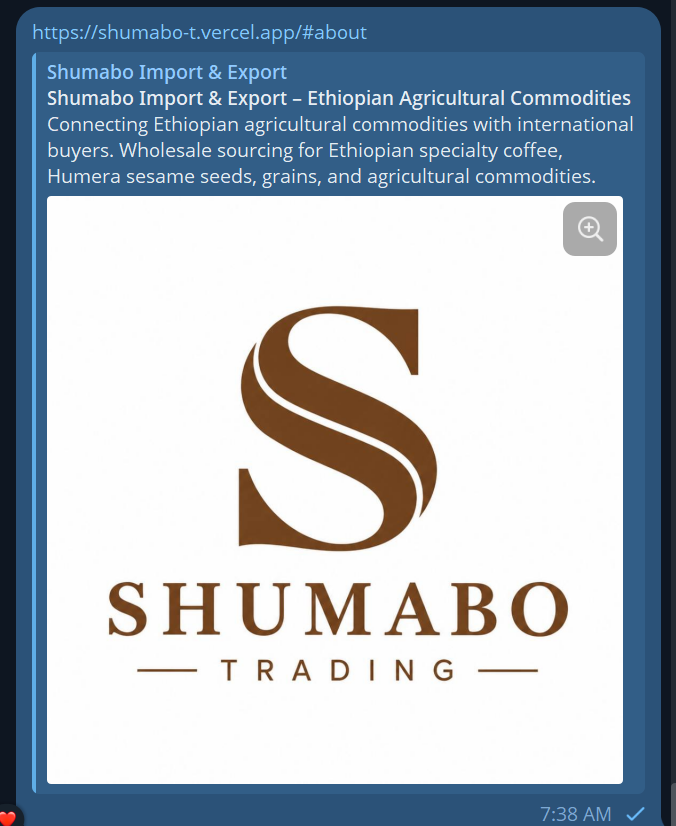 https://shumabo-t.vercel.app/#about
Shumabo Import & Export
Shumabo Import & Export – Ethiopian Agricultural Commodities
Connecting Ethiopian agricultural commodities with international
buyers. Wholesale sourcing for Ethiopian specialty coffee,
Humera sesame seeds, grains, and agricultural commodities.
S
SHUMABO
TRADING
7:38 AM